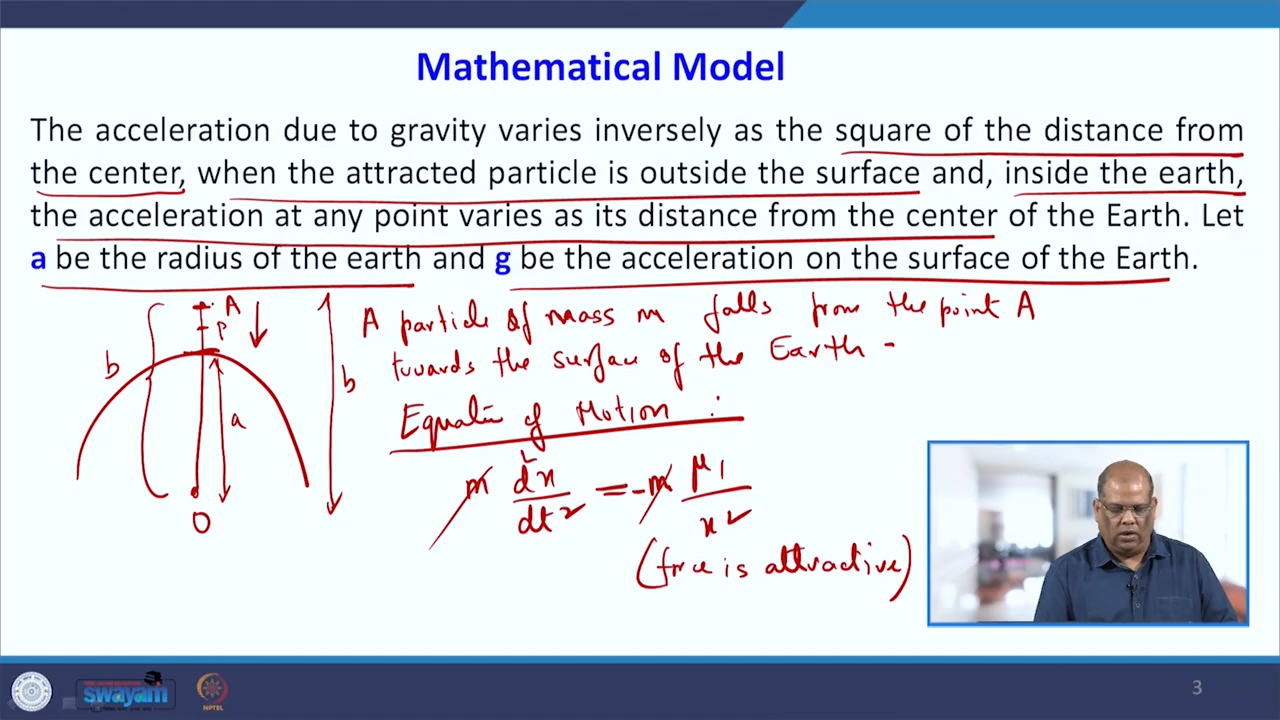 Mathematical Model
The acceleration due to gravity varies inversely as the square of the distance from
the center, when the attracted particle is outside the surface and, inside the earth,
the acceleration at any point varies as its distance from the center of the Earth. Let
a be the radius of the earth and g be the acceleration on the surface of the Earth.
A
P
b
a
O
b
A particle of mass m falls from the point A
towards the surface of the Earth -
Equation of Motion :
m d²x/dt² = -m μ₁/x²
(force is attractive)
swayam
NPTEL
3